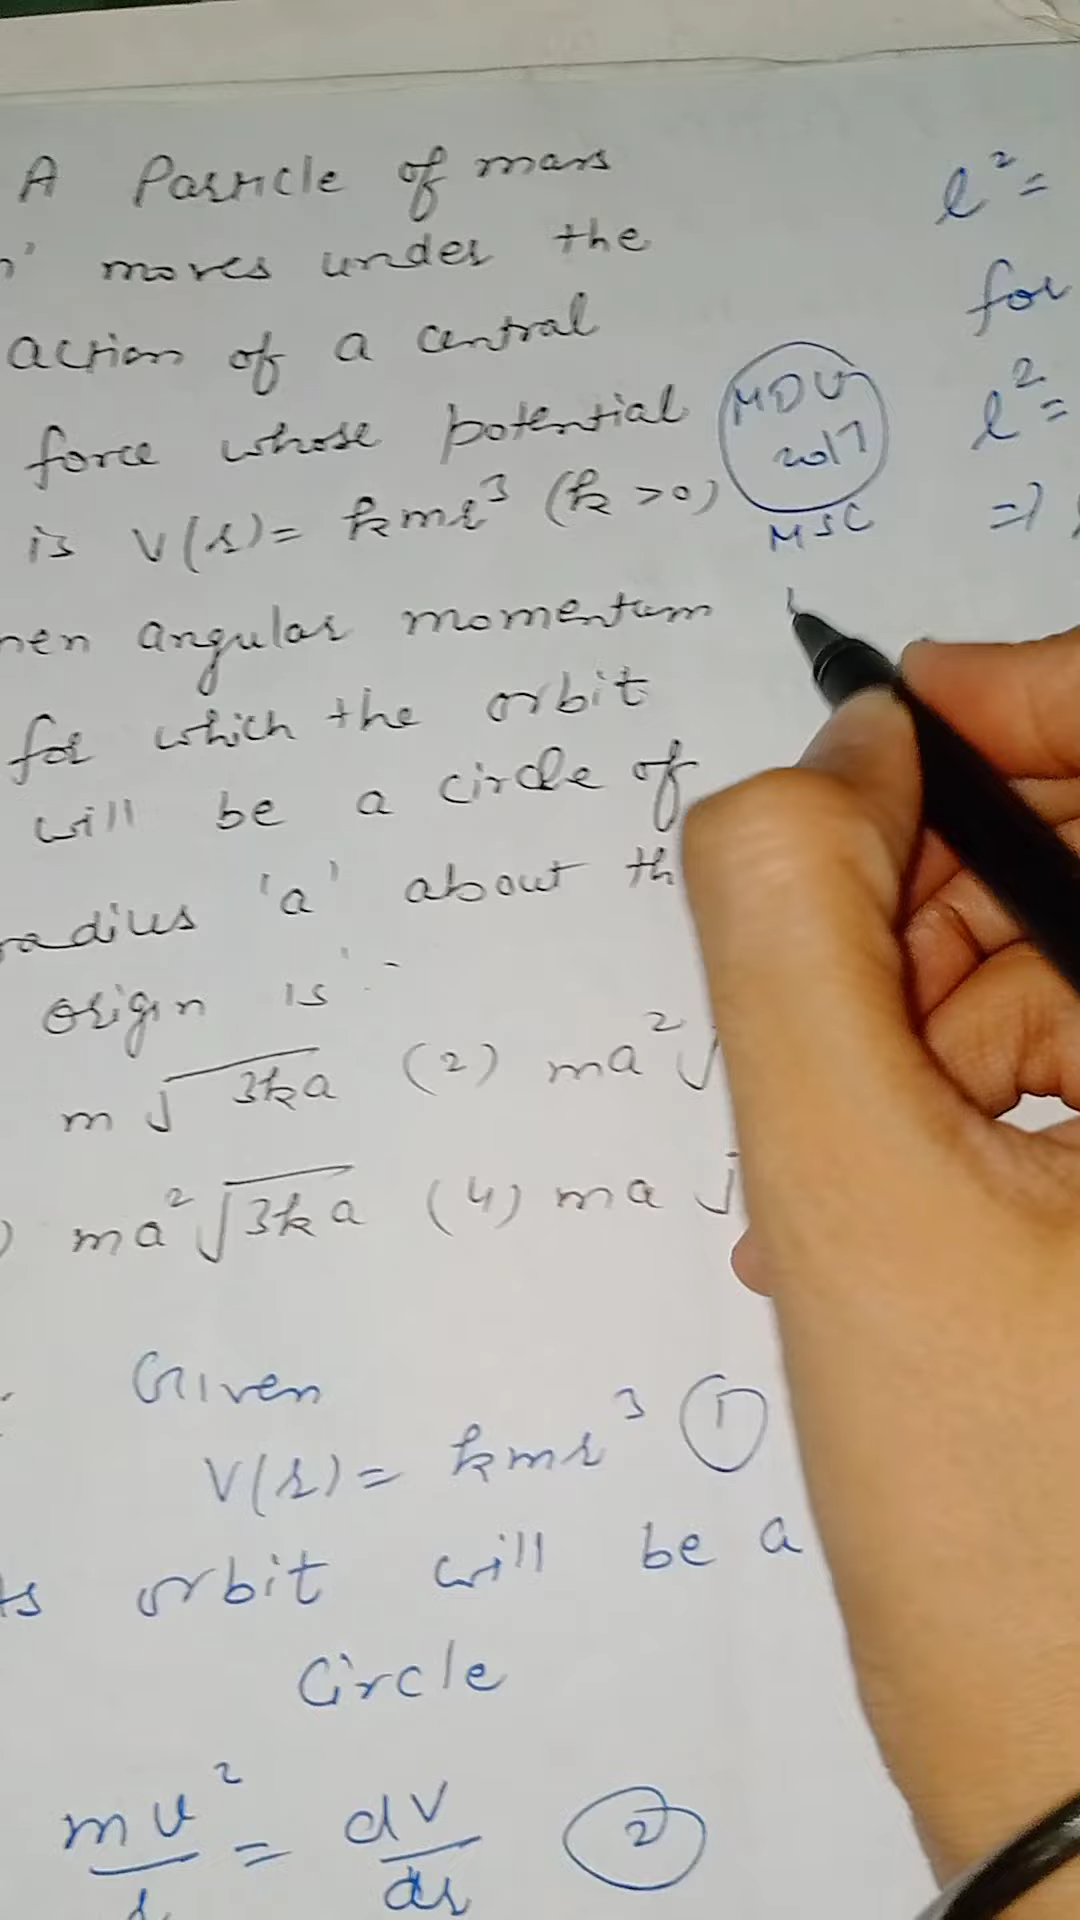 A Particle of mass
moves under the
action of a central
force whose potential
is V(r)= kmr³ (k>0)
angular momentum
for which the orbit
will be a circle of
radius 'a' about
origin is :-
m√3ka (2) ma²√
ma²√3ka (4) ma √
Given
V(r)= kmr³ ①
orbit will be a
Circle
mv²/r = dV/dr ②
MDU
2017
MSC
l²=
for
l²=
=)